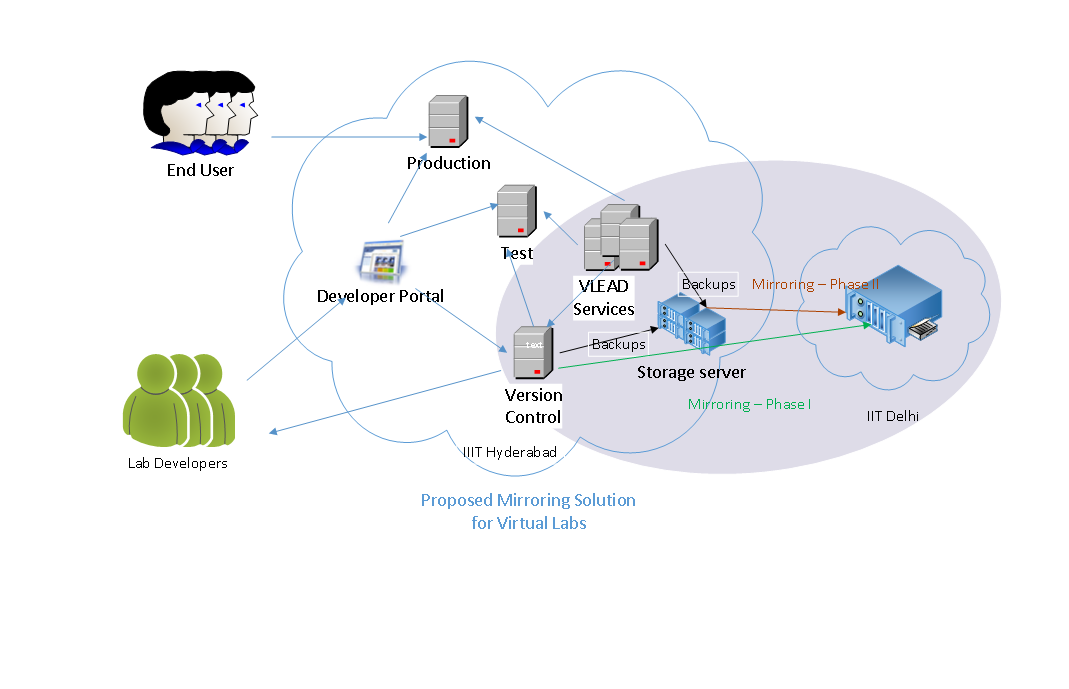 End User
Production
Test
Developer Portal
VLEAD
Services
Backups
Mirroring – Phase II
text
Backups
Storage server
Version
Control
Mirroring – Phase I
IIT Delhi
Lab Developers
IIIT Hyderabad
Proposed Mirroring Solution
for Virtual Labs